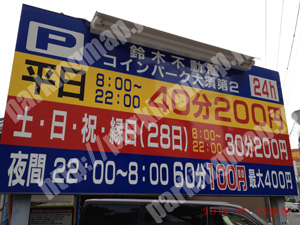 P 鈴木不動産
コインパーク大須第2 24h
平日 8:00〜22:00 40分200円
土・日・祝・縁日(28日) 8:00〜22:00 30分200円
夜間 22:00〜8:00 60分100円 最大400円